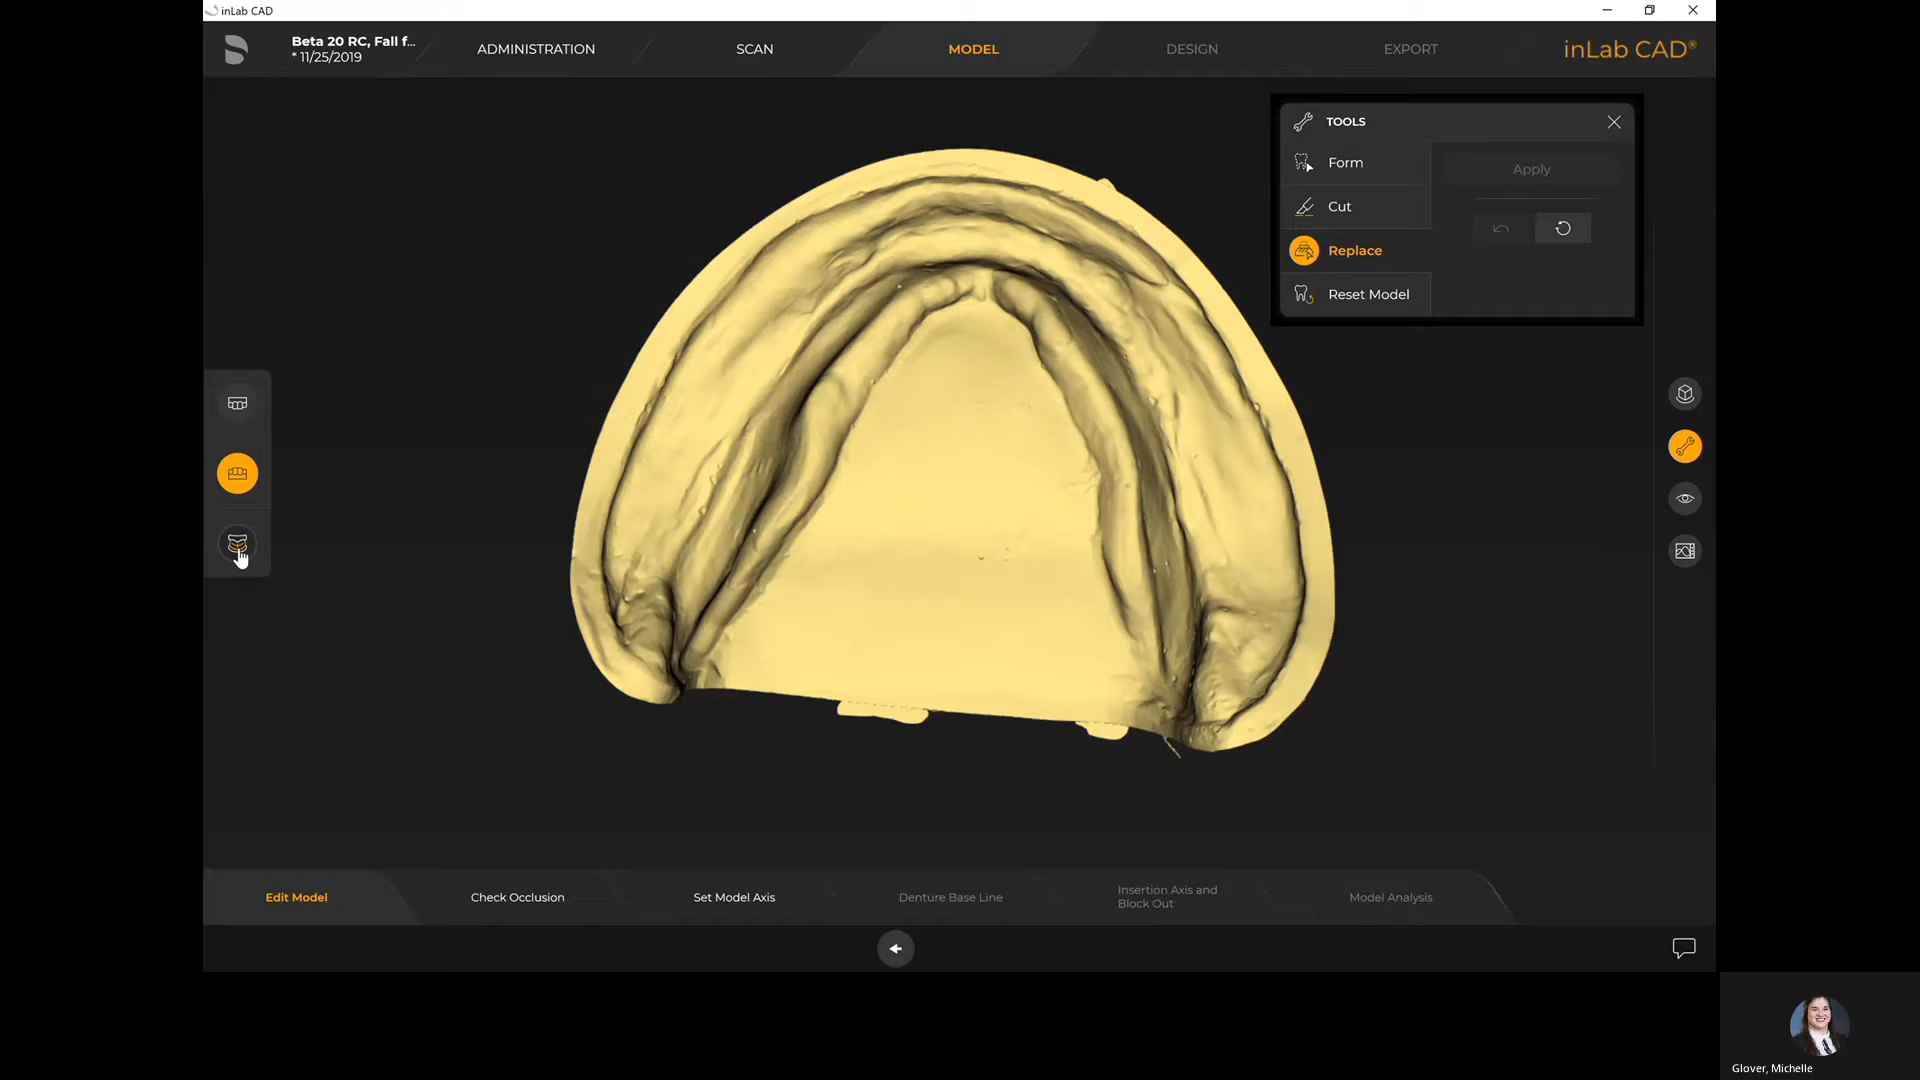 inLab CAD
Beta 20 RC, Fall f...
* 11/25/2019
ADMINISTRATION
SCAN
MODEL
DESIGN
EXPORT
inLab CAD®
TOOLS
Form
Apply
Cut
Replace
Reset Model
Edit Model
Check Occlusion
Set Model Axis
Denture Base Line
Insertion Axis and
Block Out
Model Analysis
Glover, Michelle